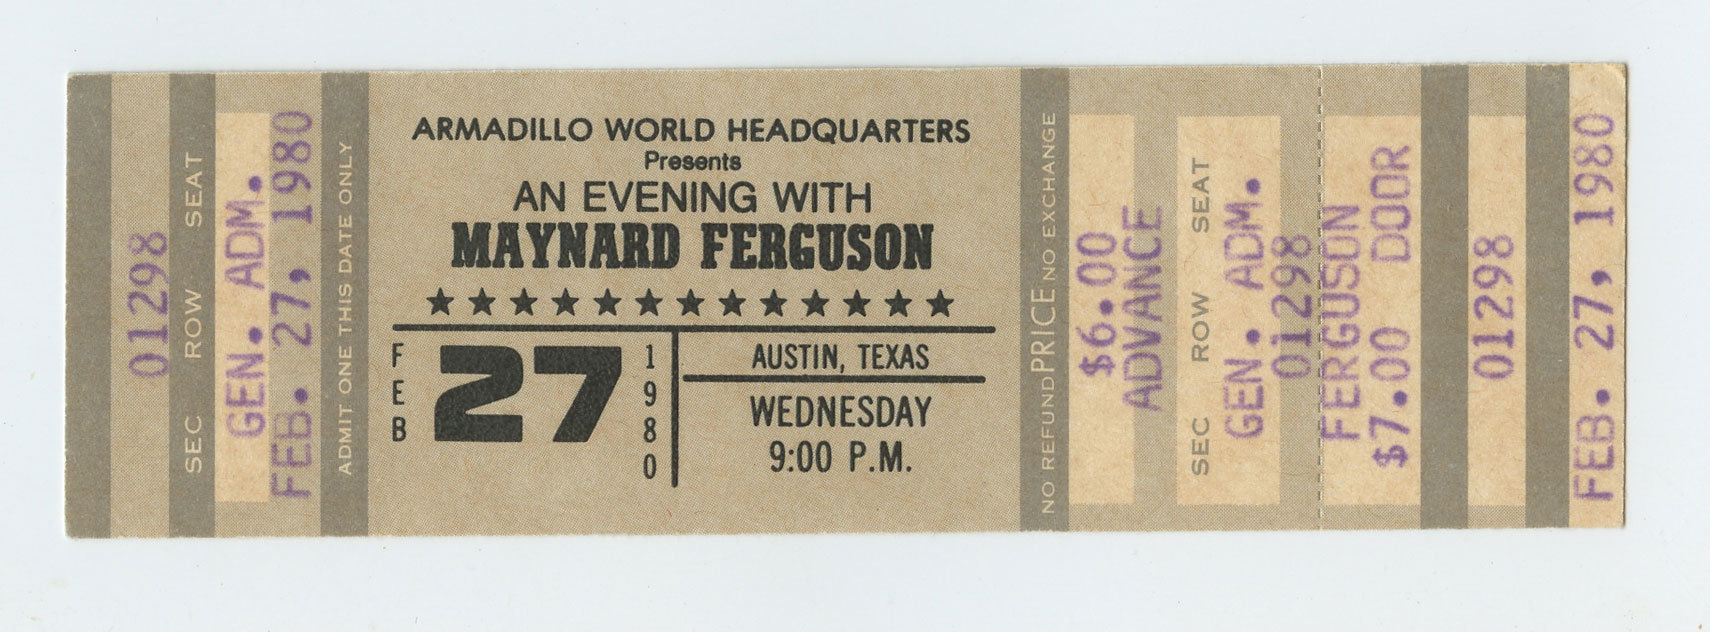 01298
SEC ROW SEAT
GEN. ADM.
FEB. 27, 1980
ADMIT ONE THIS DATE ONLY
ARMADILLO WORLD HEADQUARTERS
Presents
AN EVENING WITH
MAYNARD FERGUSON
FEB 27 1980
AUSTIN, TEXAS
WEDNESDAY
9:00 P.M.
NO REFUND PRICE NO EXCHANGE
$6.00
ADVANCE
SEC ROW SEAT
GEN. ADM.
01298
FERGUSON
$7.00 DOOR
01298
FEB. 27, 1980